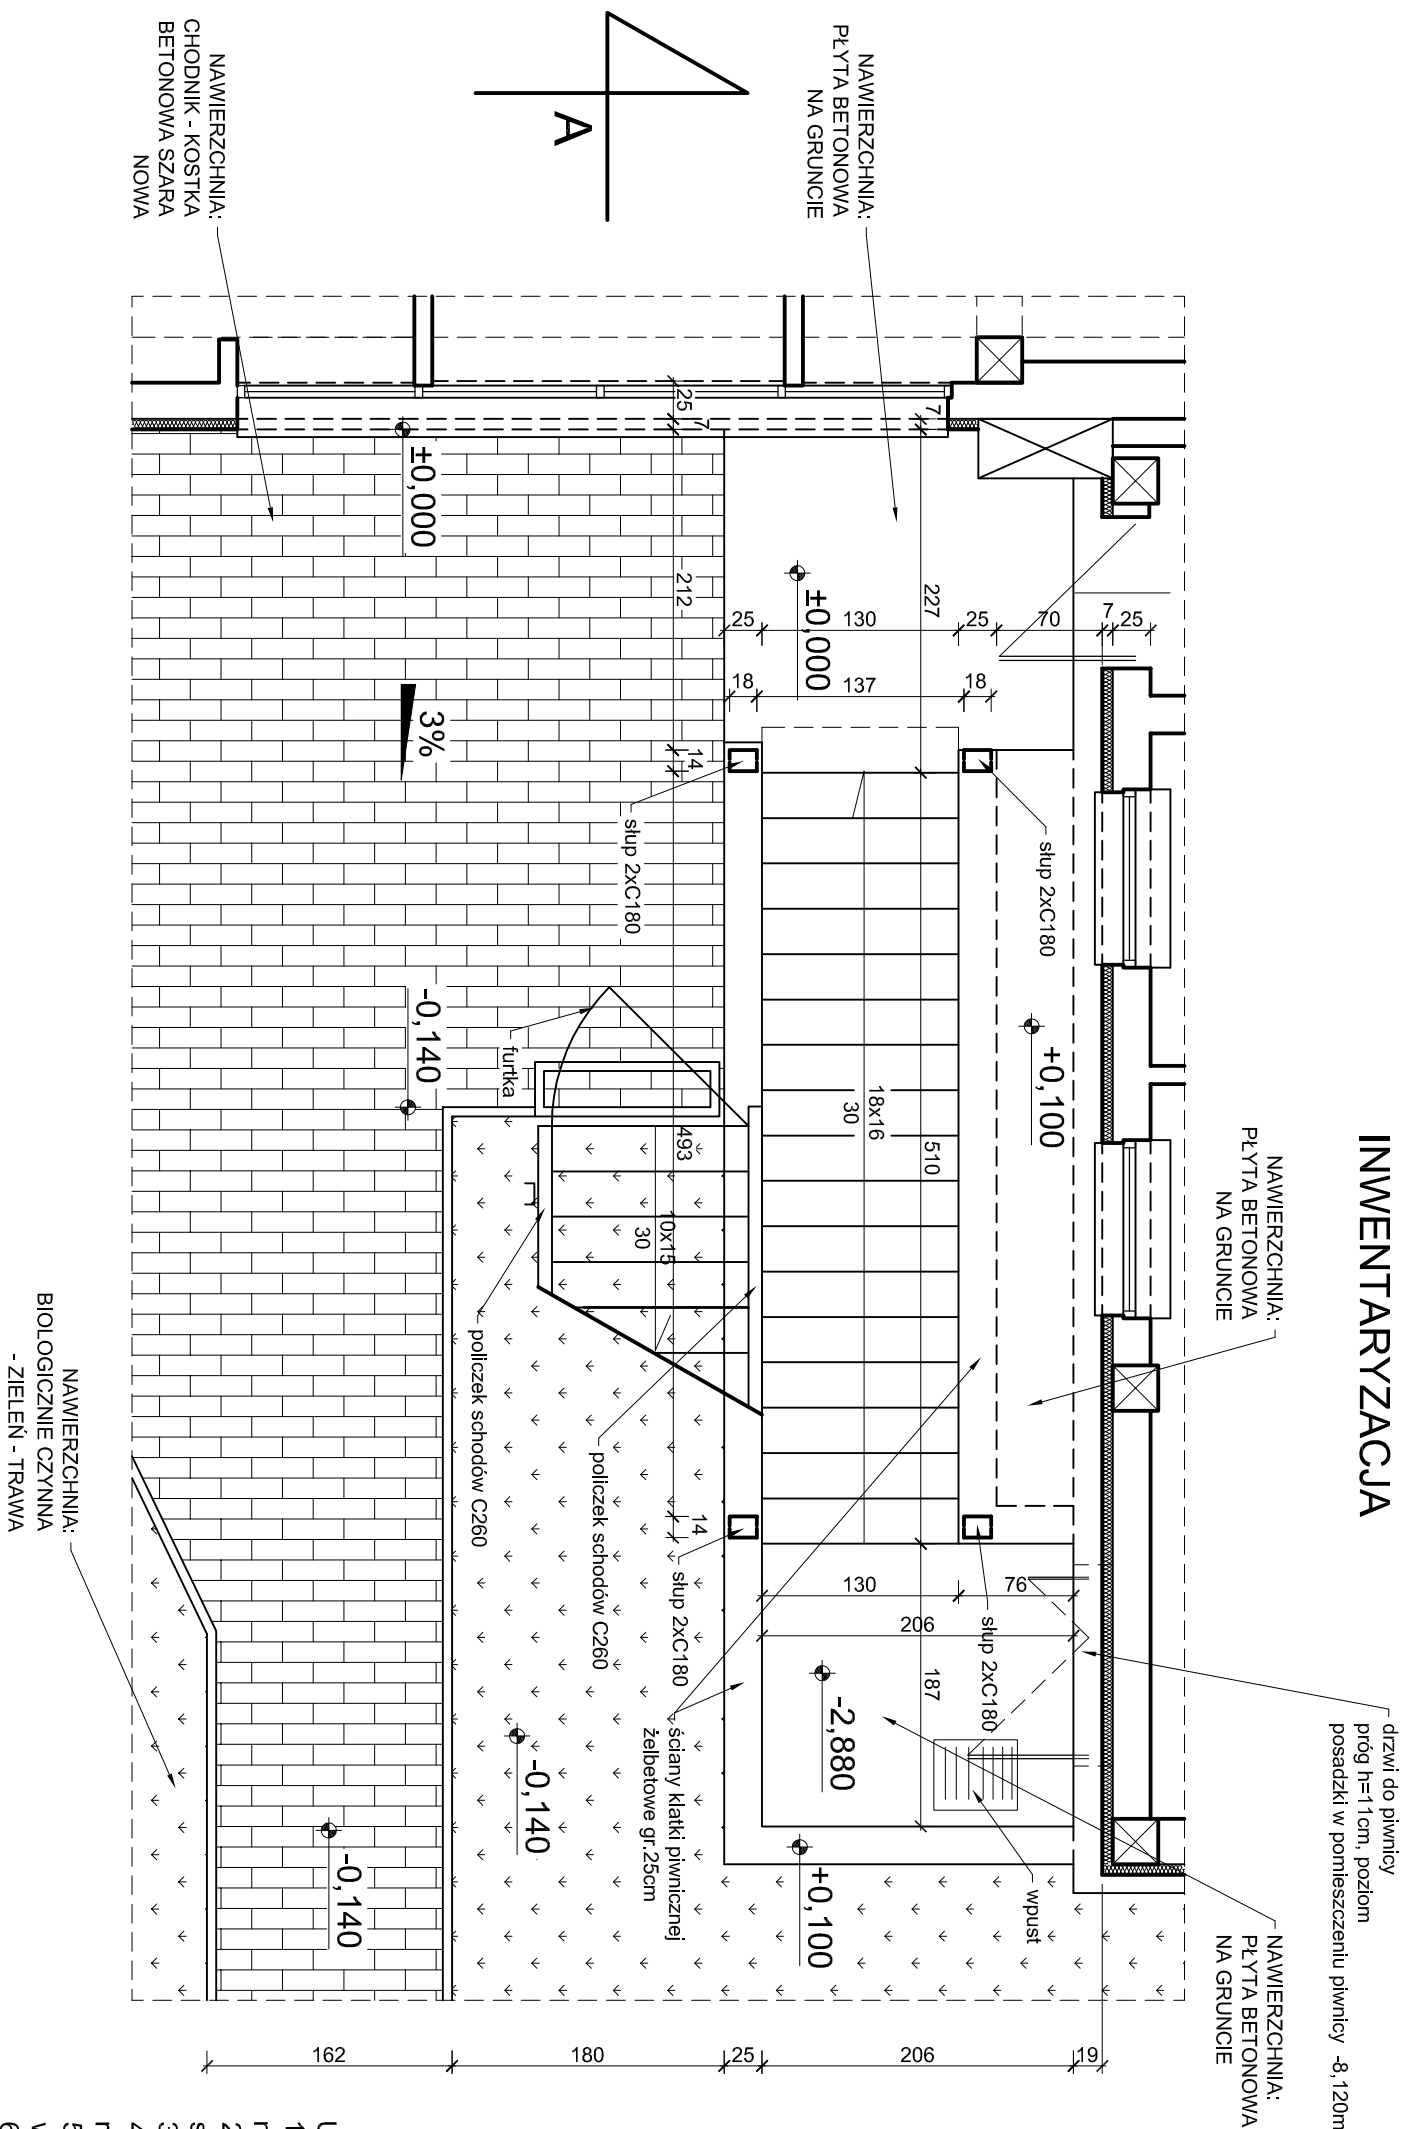 INWENTARYZACJA
drzwi do piwnicy
próg h=11cm, poziom
posadzki w pomieszczeniu piwnicy -8,120m
NAWIERZCHNIA:
PŁYTA BETONOWA
NA GRUNCIE
NAWIERZCHNIA:
PŁYTA BETONOWA
NA GRUNCIE
NAWIERZCHNIA:
PŁYTA BETONOWA
NA GRUNCIE
A
NAWIERZCHNIA:
CHODNIK - KOSTKA
BETONOWA SZARA
NOWA
NAWIERZCHNIA:
BIOLOGICZNIE CZYNNA
- ZIELEŃ - TRAWA
25
7
7
212
227
25
130
25
70
7
25
18
137
18
14
14
493
510
187
18x16
30
10x15
30
130
76
206
±0,000
±0,000
3%
-0,140
+0,100
-2,880
+0,100
-0,140
-0,140
słup 2xC180
słup 2xC180
słup 2xC180
słup 2xC180
furtka
policzek schodów C260
policzek schodów C260
ściany klatki piwnicznej
żelbetowe gr.25cm
wpust
162
180
25
206
19